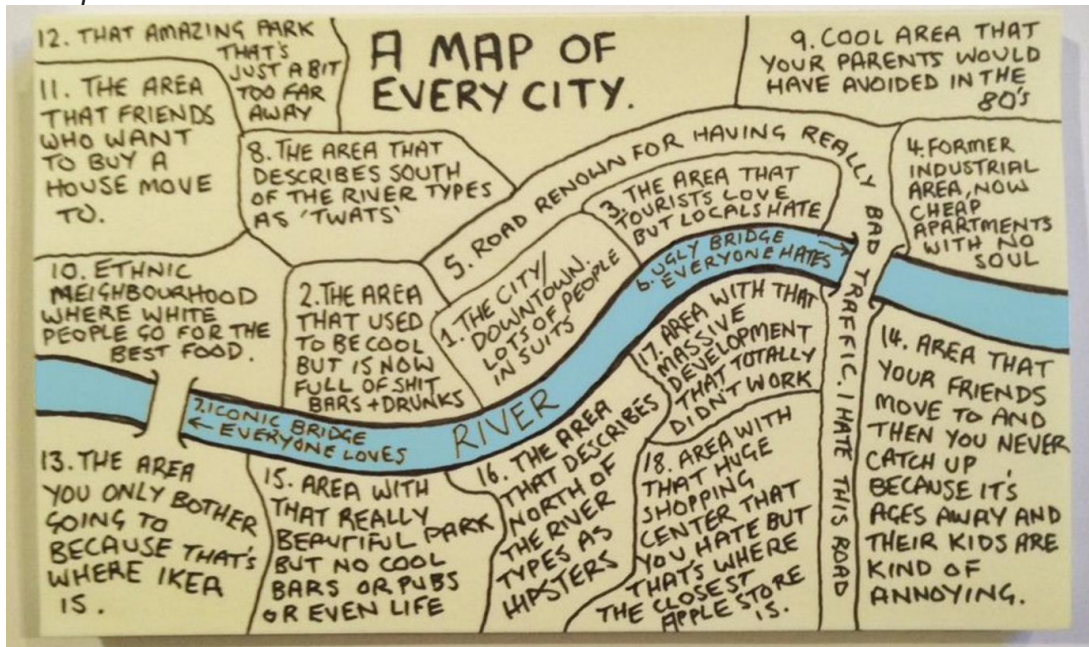 A MAP OF
EVERY CITY.
12. THAT AMAZING PARK
THAT'S
JUST A BIT
TOO FAR
AWAY
9. COOL AREA THAT
YOUR PARENTS WOULD
HAVE AVOIDED IN THE
80'S
11. THE AREA
THAT FRIENDS
WHO WANT
TO BUY A
HOUSE MOVE
TO.
8. THE AREA THAT
DESCRIBES SOUTH
OF THE RIVER TYPES
AS 'TWATS'
5. ROAD RENOWN FOR HAVING REALLY BAD TRAFFIC. I HATE THIS ROAD
3. THE AREA THAT
TOURISTS LOVE
BUT LOCALS HATE
4. FORMER
INDUSTRIAL
AREA, NOW
CHEAP
APARTMENTS
WITH NO
SOUL
10. ETHNIC
NEIGHBOURHOOD
WHERE WHITE
PEOPLE GO FOR THE
BEST FOOD.
2. THE AREA
THAT USED
TO BE COOL
BUT IS NOW
FULL OF SHIT
BARS + DRUNKS
1. THE CITY/
DOWNTOWN.
LOTS OF PEOPLE
IN SUITS
6. UGLY BRIDGE →
EVERYONE HATES
7. ICONIC BRIDGE
← EVERYONE LOVES
RIVER
17. AREA WITH THAT
MASSIVE
DEVELOPMENT
THAT TOTALLY
DIDN'T WORK
14. AREA THAT
YOUR FRIENDS
MOVE TO AND
THEN YOU NEVER
CATCH UP
BECAUSE IT'S
AGES AWAY AND
THEIR KIDS ARE
KIND OF
ANNOYING.
13. THE AREA
YOU ONLY BOTHER
GOING TO
BECAUSE THAT'S
WHERE IKEA
IS.
15. AREA WITH
THAT REALLY
BEAUTIFUL PARK
BUT NO COOL
BARS OR PUBS
OR EVEN LIFE
16. THE AREA
THAT DESCRIBES
NORTH OF
THE RIVER
TYPES AS
HIPSTERS
18. AREA WITH
THAT HUGE
SHOPPING
CENTER THAT
YOU HATE BUT
THAT'S WHERE
THE CLOSEST
APPLE STORE
IS.